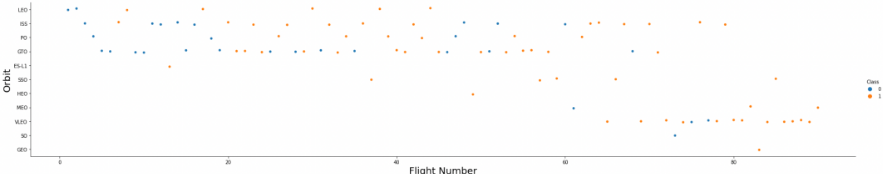 LEO
ISS
PO
GTO
ES-L1
SSO
HEO
MEO
VLEO
SO
GEO
Orbit
0
20
40
60
80
Flight Number
Class
0
1